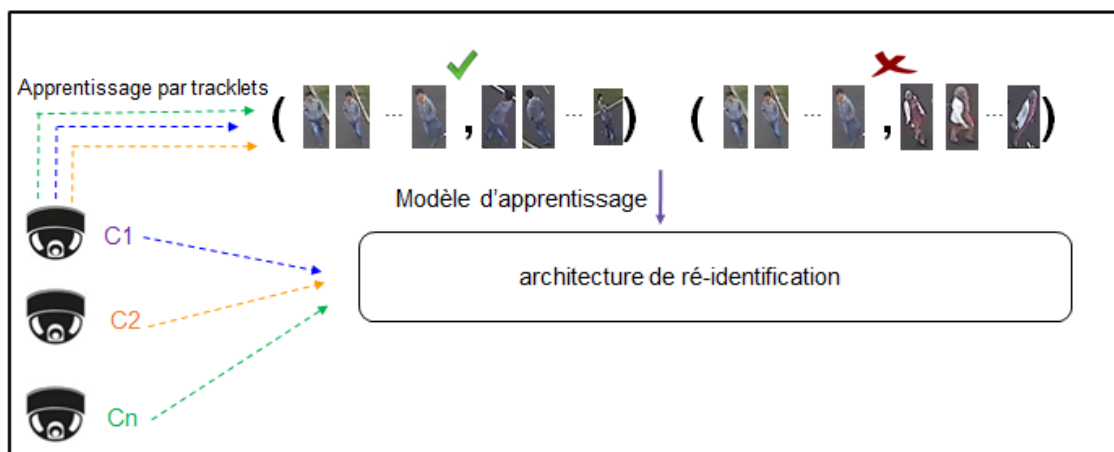 Apprentissage par tracklets
( ... , ... ) ( ... , ... )
Modèle d'apprentissage
C1
architecture de ré-identification
C2
Cn